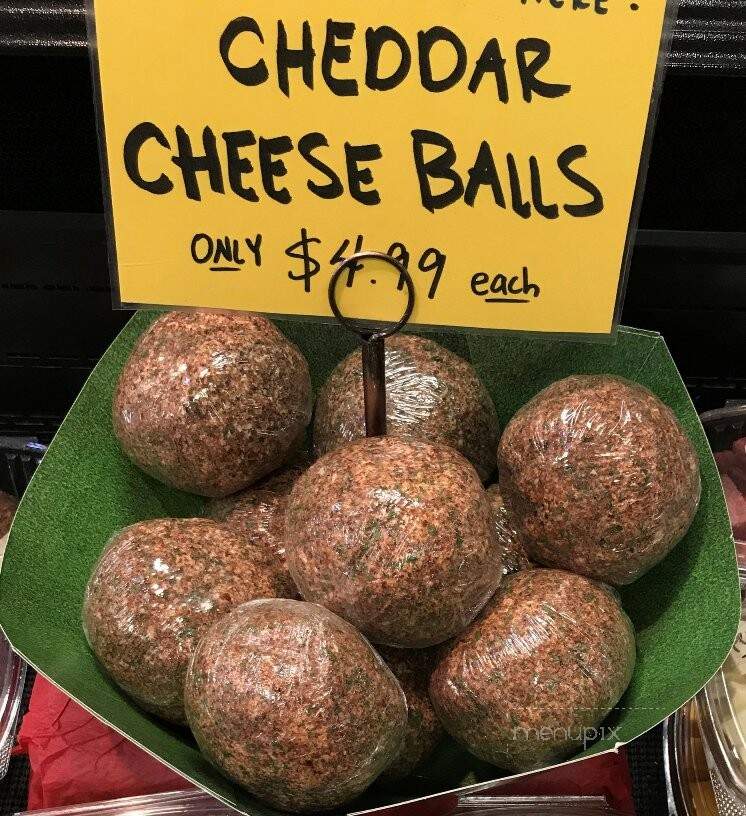 CHEDDAR
CHEESE BALLS
ONLY $4.99 each
menupix